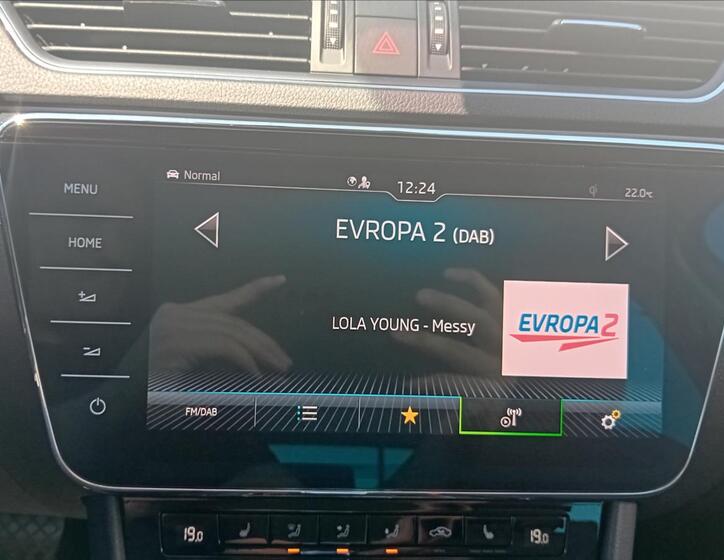 Normal
12:24
qi
22.0°C
MENU
HOME
EVROPA 2 (DAB)
LOLA YOUNG - Messy
EVROPA 2
FM/DAB
19.0
19.0